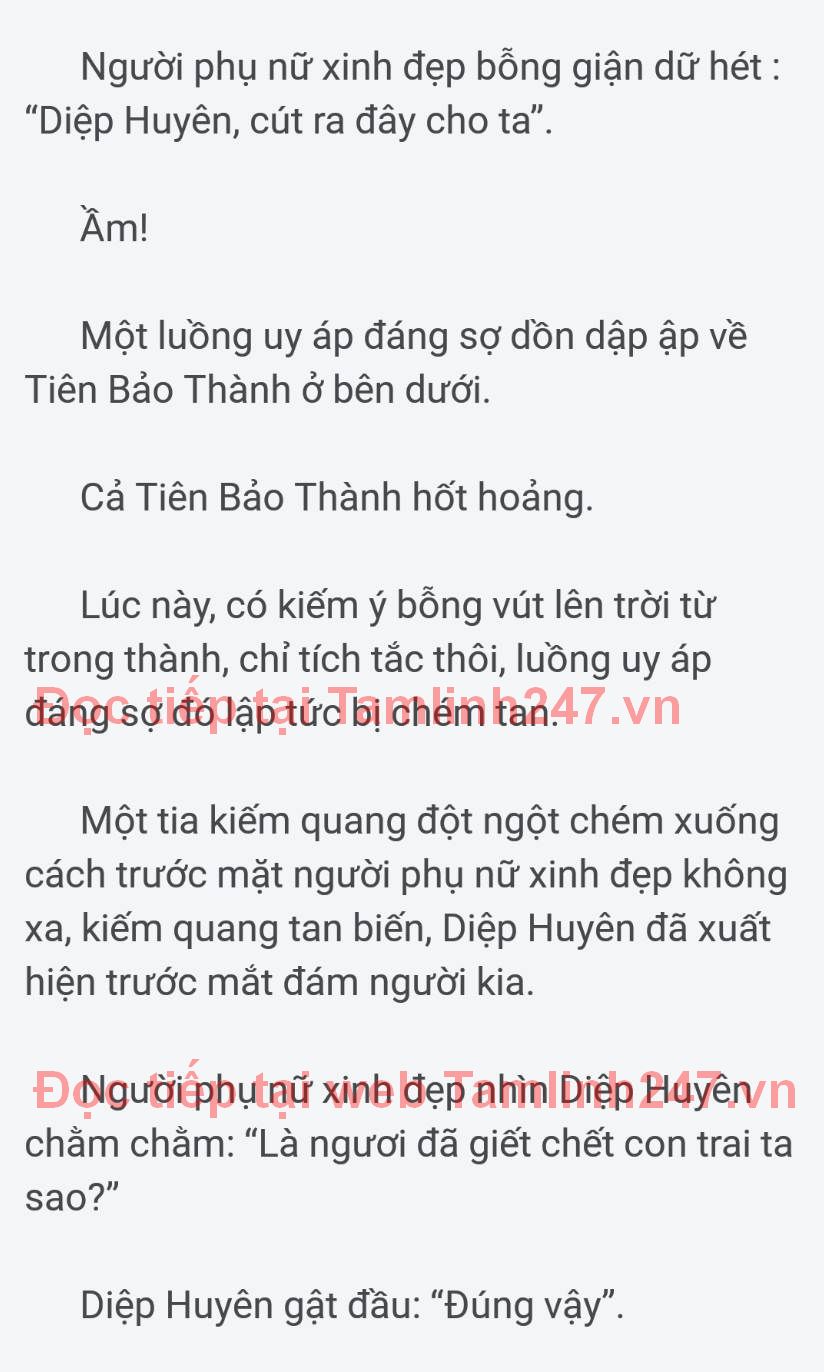 Người phụ nữ xinh đẹp bỗng giận dữ hét :
“Diệp Huyên, cút ra đây cho ta”.
Ầm!
Một luồng uy áp đáng sợ dồn dập ập về
Tiên Bảo Thành ở bên dưới.
Cả Tiên Bảo Thành hốt hoảng.
Lúc này, có kiếm ý bỗng vút lên trời từ
trong thành, chỉ tích tắc thôi, luồng uy áp
đáng sợ đó lập tức bị chém tan.
Đọc tiếp tại Tamlinh247.vn
Một tia kiếm quang đột ngột chém xuống
cách trước mặt người phụ nữ xinh đẹp không
xa, kiếm quang tan biến, Diệp Huyên đã xuất
hiện trước mắt đám người kia.
Người phụ nữ xinh đẹp nhìn Diệp Huyên
Đọc tiếp tại web Tamlinh247.vn
chằm chằm: “Là ngươi đã giết chết con trai ta
sao?”
Diệp Huyên gật đầu: “Đúng vậy”.